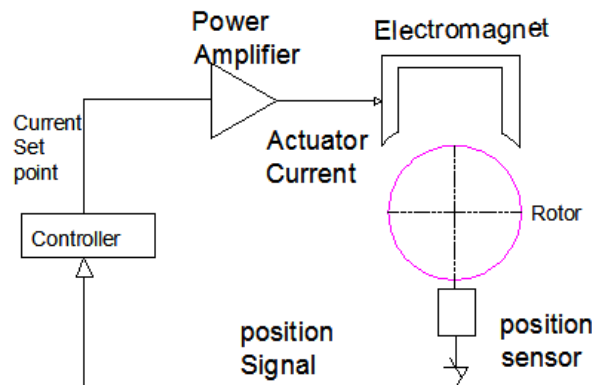 Power
Amplifier
Electromagnet
Current
Set
point
Actuator
Current
Controller
Rotor
position
Signal
position
sensor